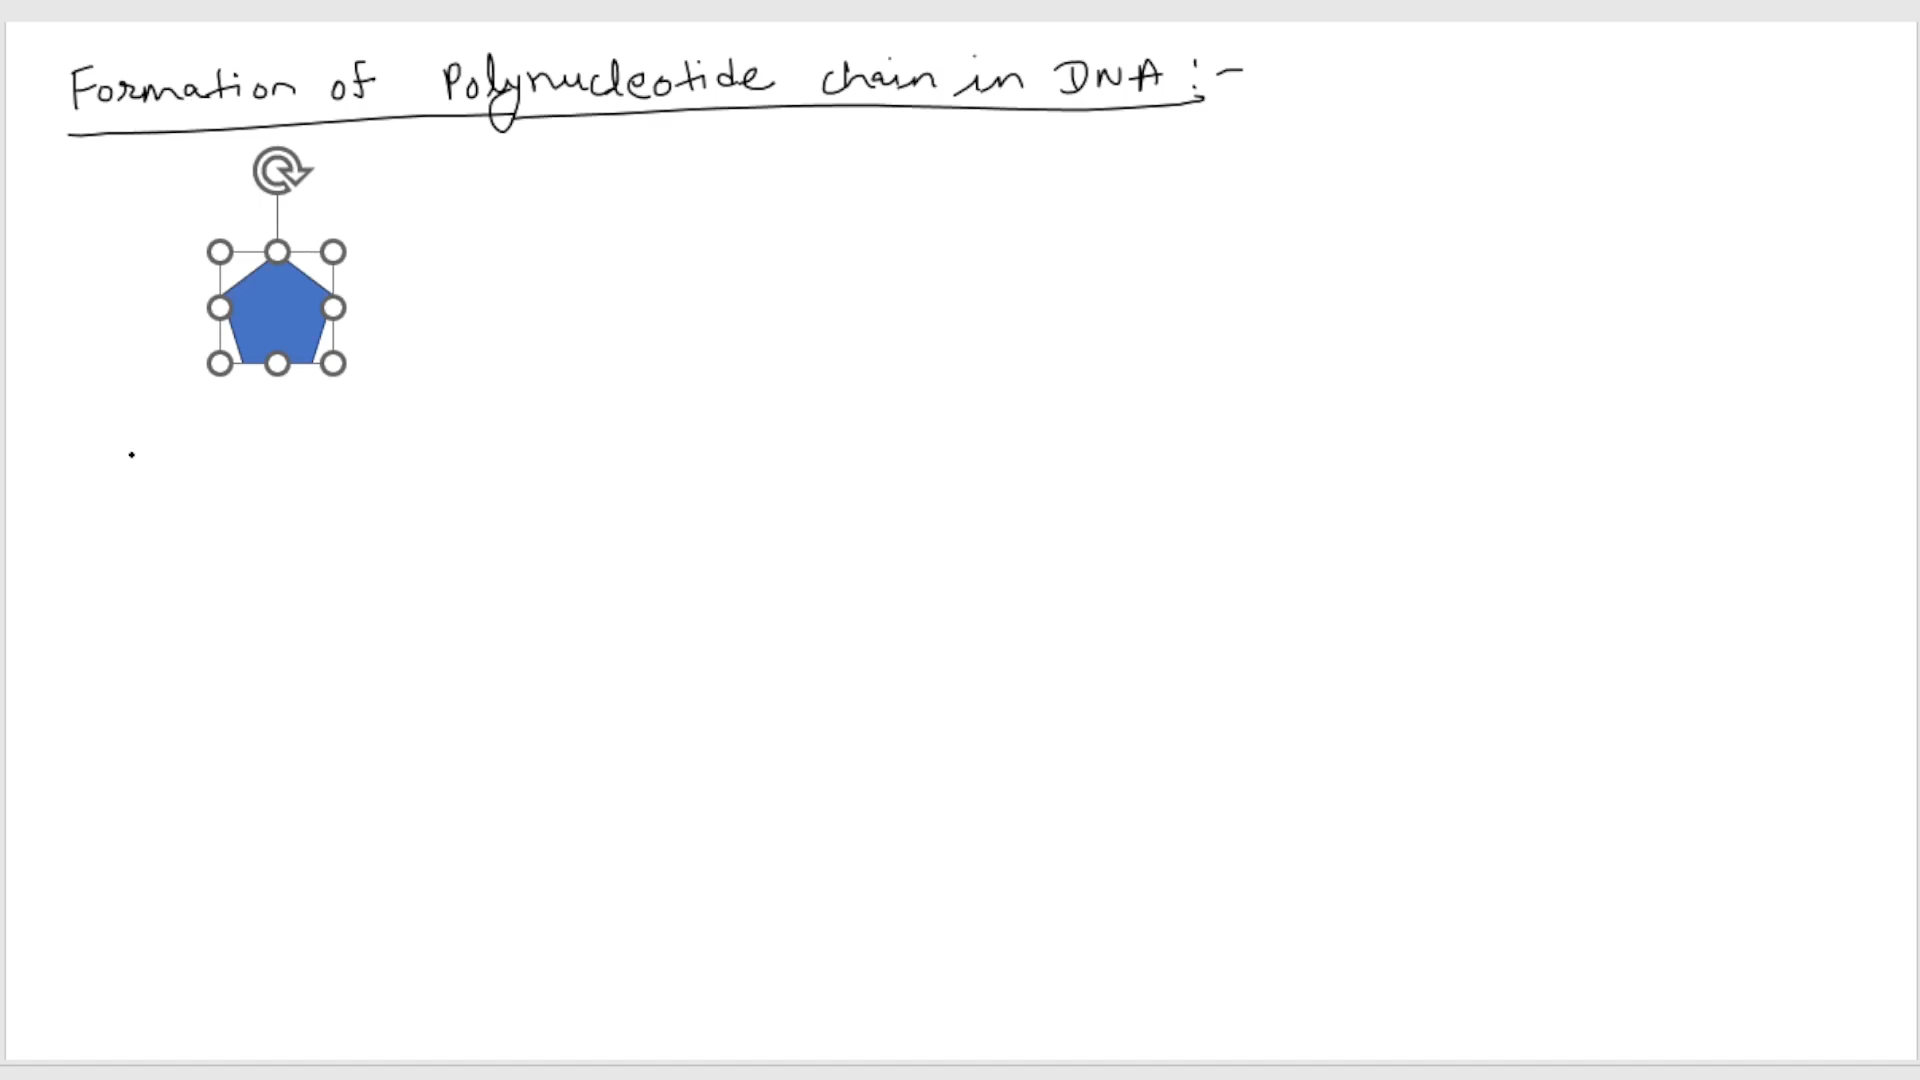 Formation of Polynucleotide chain in DNA :-